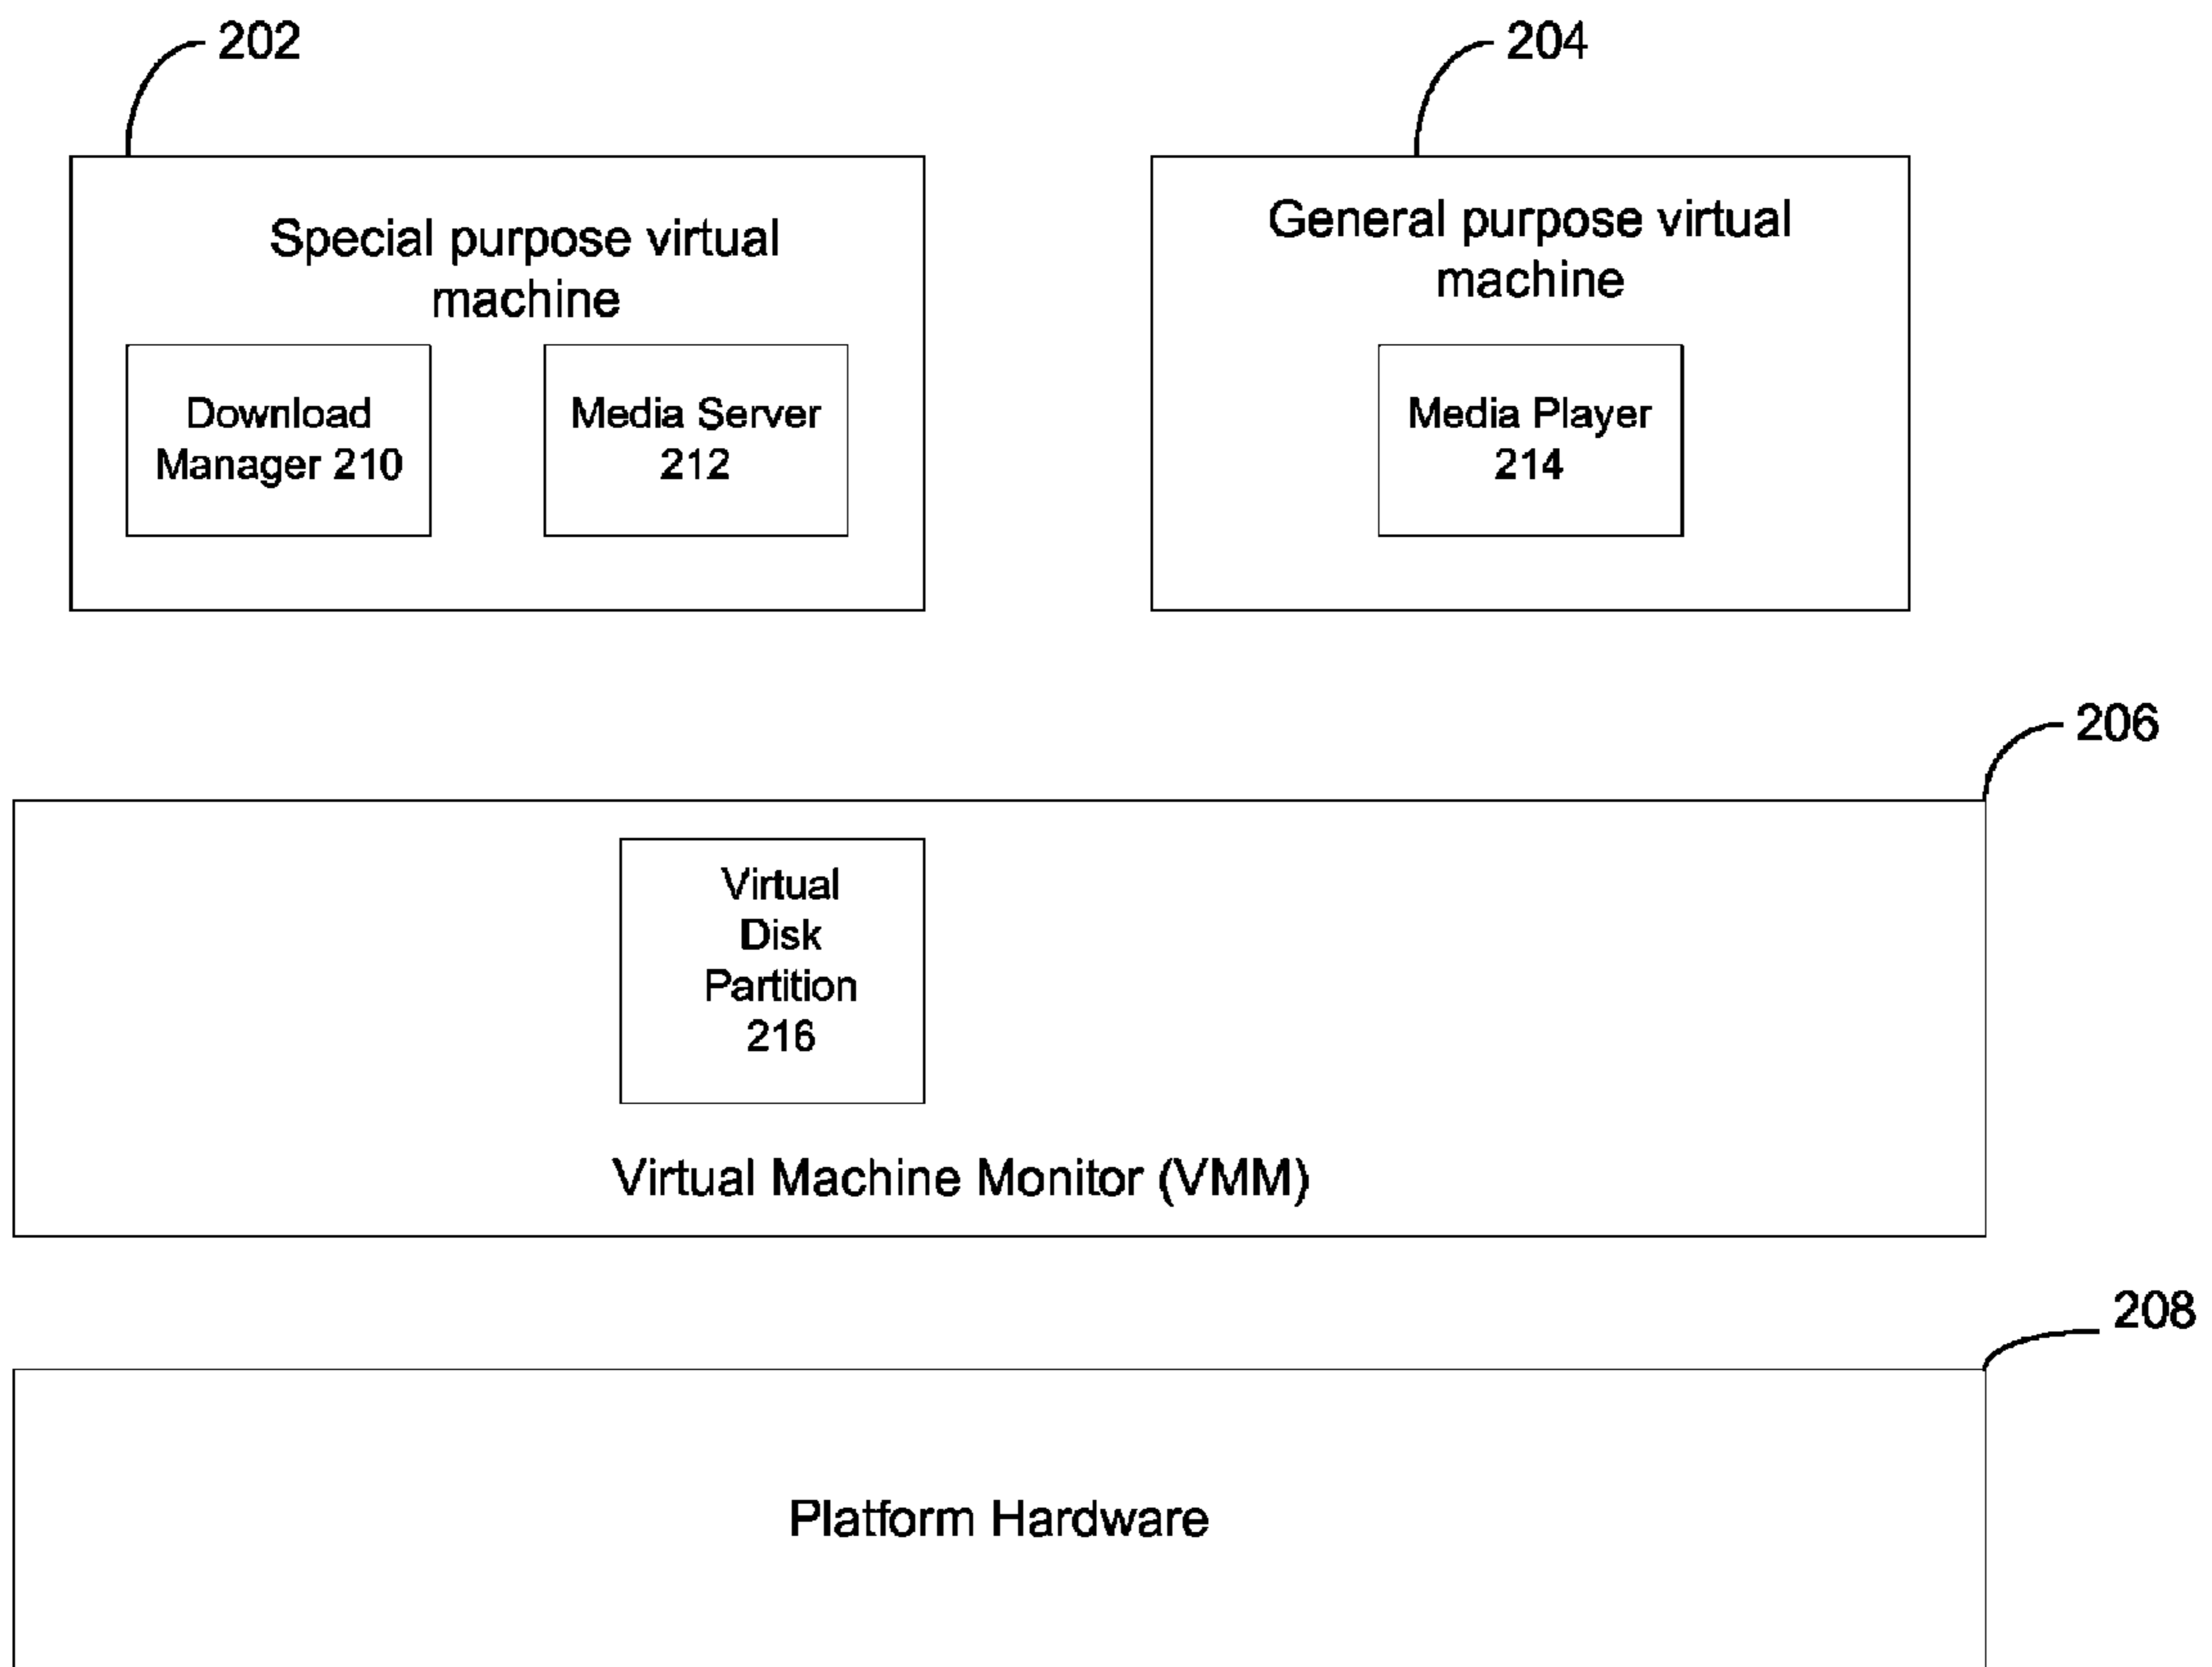 202
204
Special purpose virtual
machine
General purpose virtual
machine
Download
Manager 210
Media Server
212
Media Player
214
206
Virtual
Disk
Partition
216
Virtual Machine Monitor (VMM)
208
Platform Hardware